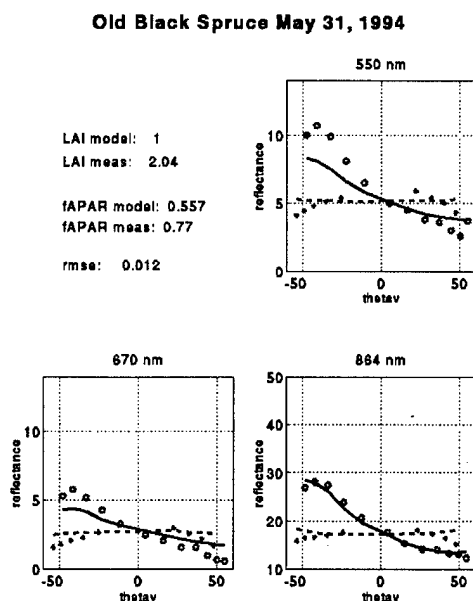 Old Black Spruce May 31, 1994
550 nm
LAI model: 1
LAI meas: 2.04
fAPAR model: 0.557
fAPAR meas: 0.77
rmse: 0.012
reflectance
10
5
0
-50
0
50
thetav
670 nm
reflectance
10
5
0
-50
0
50
thetav
864 nm
reflectance
50
40
30
20
10
-50
0
50
thetav